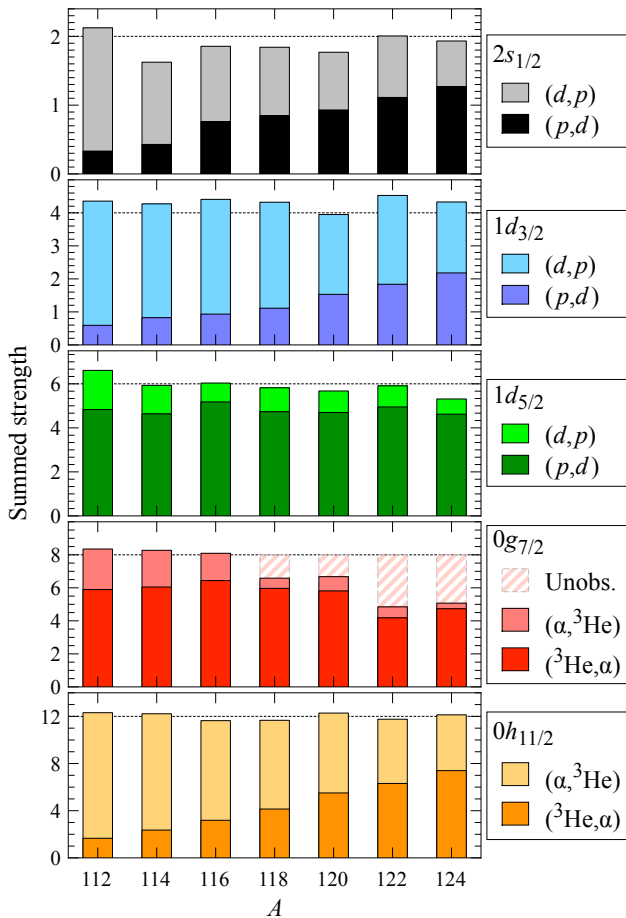 Summed strength
2
1
0
2s1/2
(d,p)
(p,d)
4
3
2
1
0
1d3/2
(d,p)
(p,d)
6
4
2
0
1d5/2
(d,p)
(p,d)
8
6
4
2
0
0g7/2
Unobs.
(α,³He)
(³He,α)
12
8
4
0
0h11/2
(α,³He)
(³He,α)
112 114 116 118 120 122 124
A